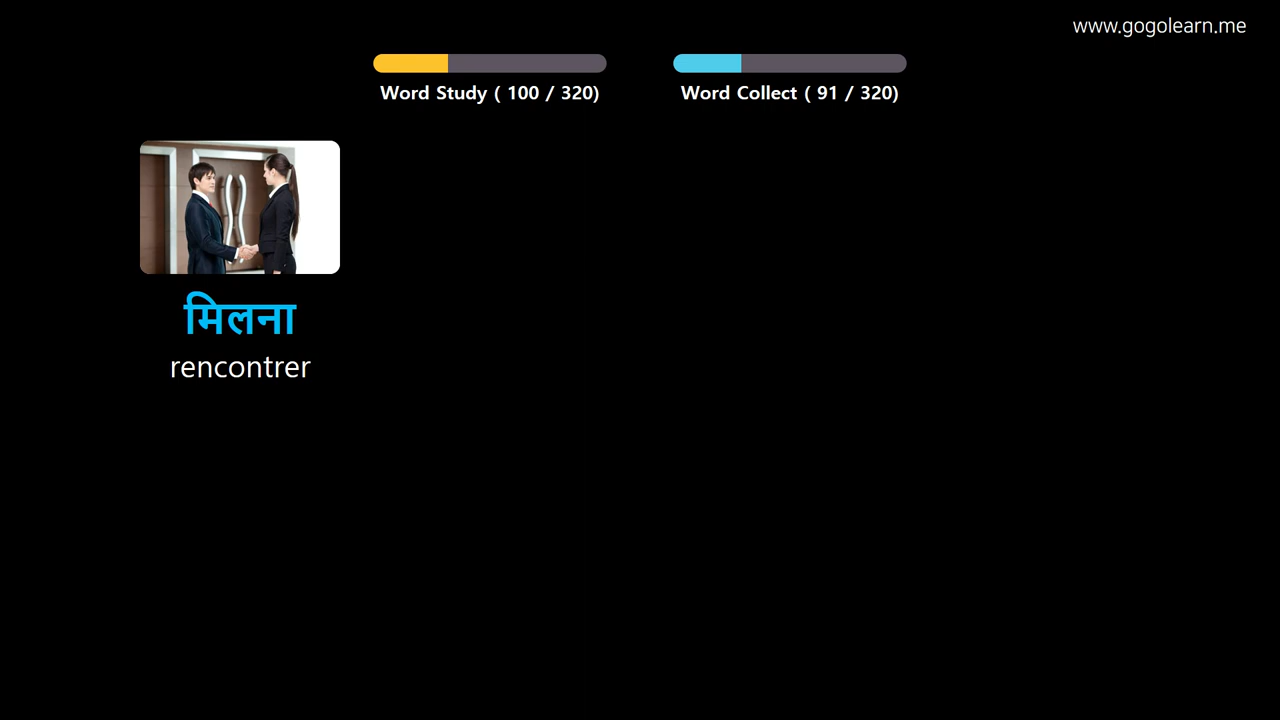 www.gogolearn.me
Word Study ( 100 / 320)
Word Collect ( 91 / 320)
मिलना
rencontrer